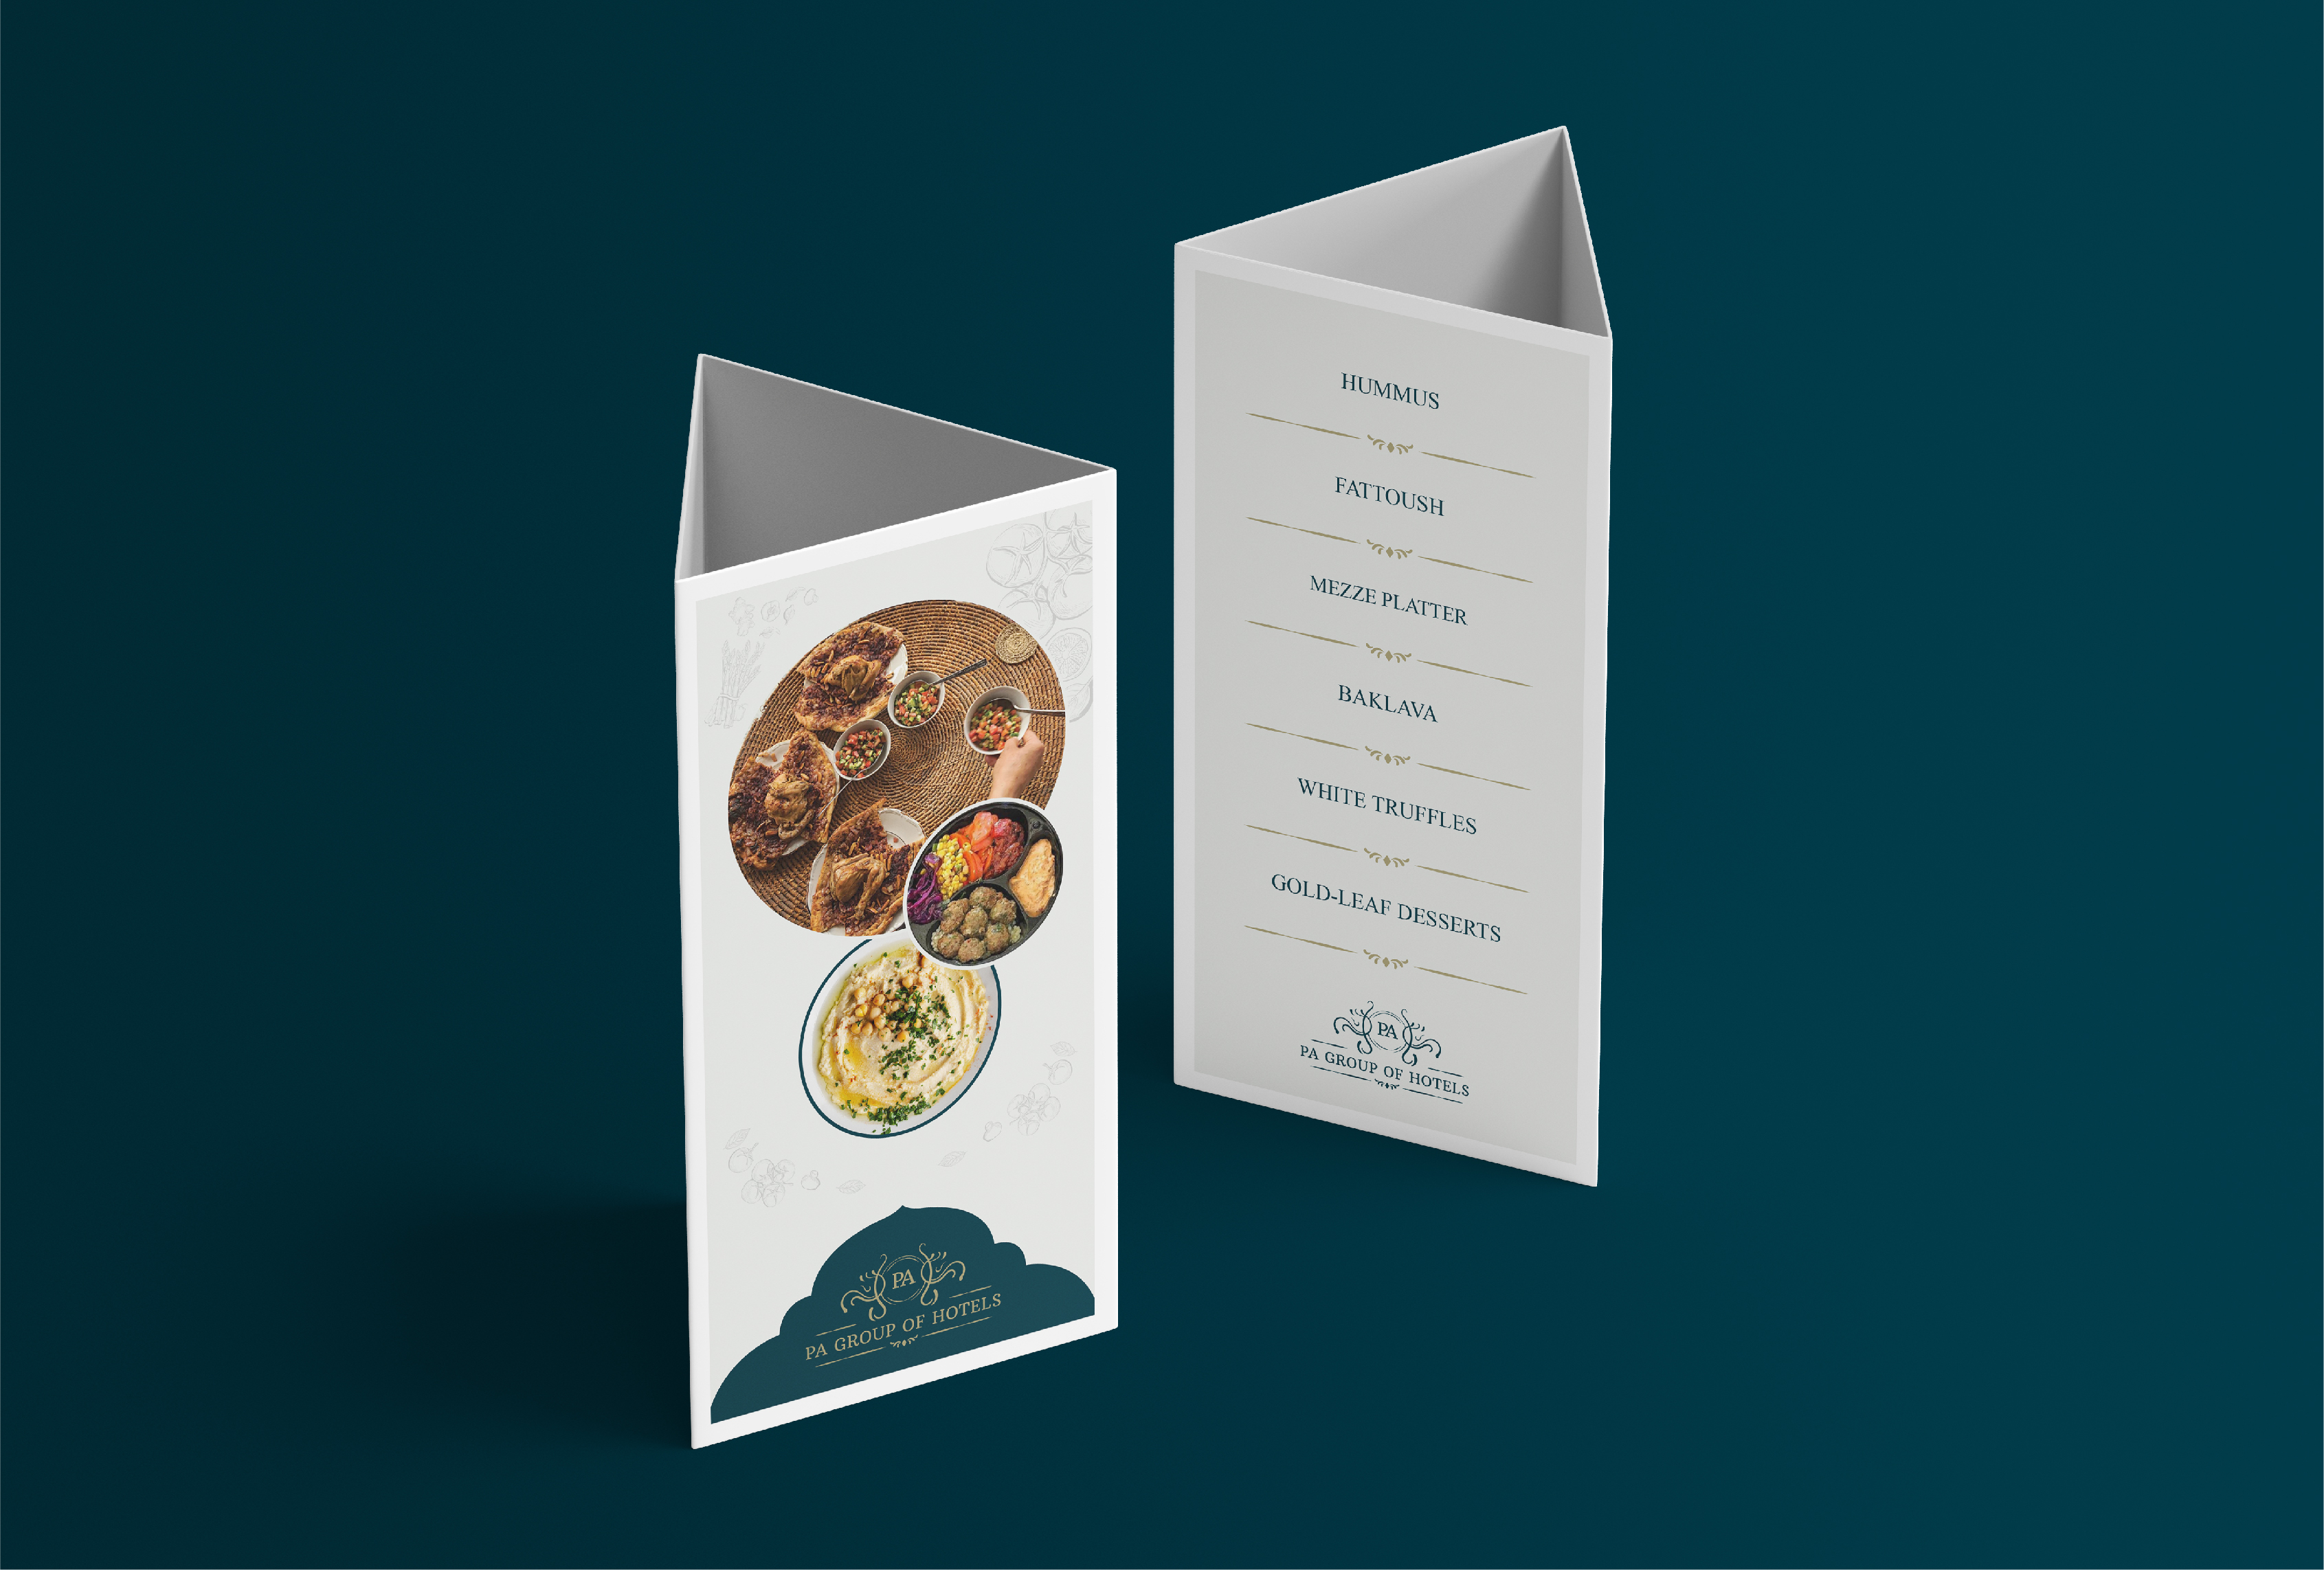 PA
PA GROUP OF HOTELS
HUMMUS
FATTOUSH
MEZZE PLATTER
BAKLAVA
WHITE TRUFFLES
GOLD-LEAF DESSERTS
PA
PA GROUP OF HOTELS